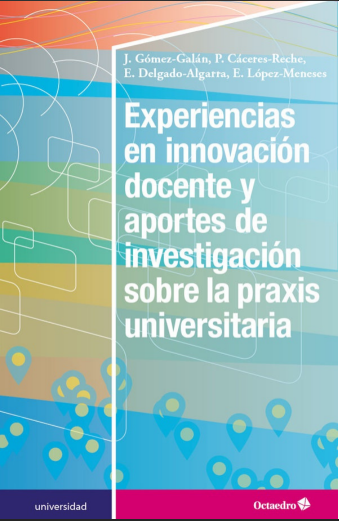 J. Gómez-Galán, P. Cáceres-Reche,
E. Delgado-Algarra, E. López-Meneses
Experiencias
en innovación
docente y
aportes de
investigación
sobre la praxis
universitaria
universidad
Octaedro